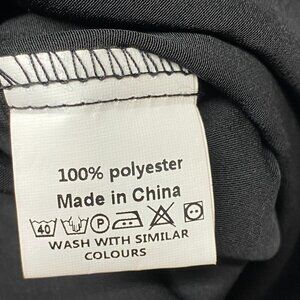 100% polyester
Made in China
40 P
WASH WITH SIMILAR
COLOURS